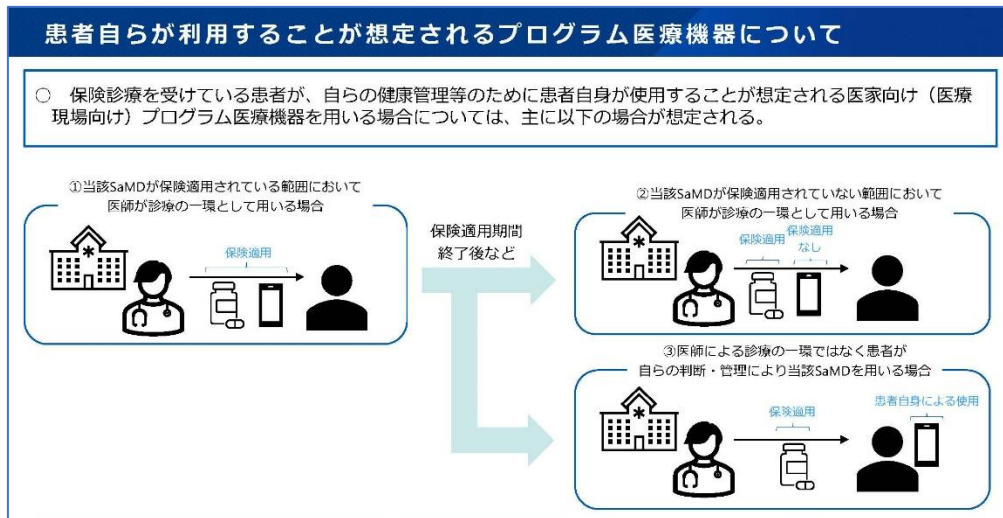 患者自らが利用することが想定されるプログラム医療機器について
○ 保険診療を受けている患者が、自らの健康管理等のために患者自身が使用することが想定される医家向け（医療
現場向け）プログラム医療機器を用いる場合については、主に以下の場合が想定される。
①当該SaMDが保険適用されている範囲において
医師が診療の一環として用いる場合
保険適用
保険適用期間
終了後など
②当該SaMDが保険適用されていない範囲において
医師が診療の一環として用いる場合
保険適用
保険適用
なし
③医師による診療の一環ではなく患者が
自らの判断・管理により当該SaMDを用いる場合
保険適用
患者自身による使用